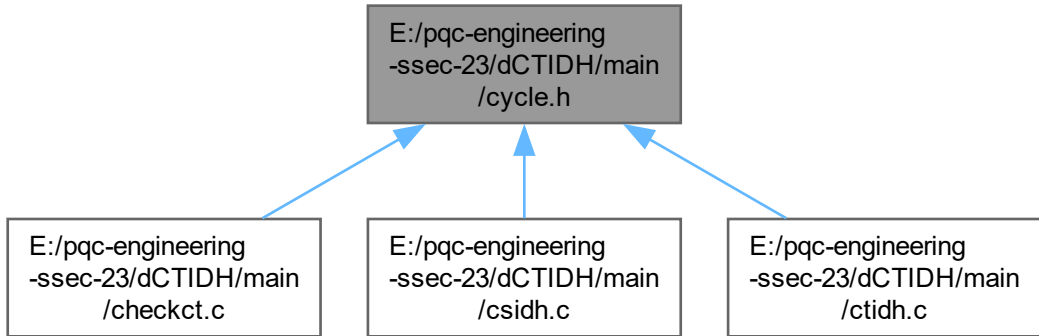 E:/pqc-engineering
-ssec-23/dCTIDH/main
/cycle.h
E:/pqc-engineering
-ssec-23/dCTIDH/main
/checkct.c
E:/pqc-engineering
-ssec-23/dCTIDH/main
/csidh.c
E:/pqc-engineering
-ssec-23/dCTIDH/main
/ctidh.c